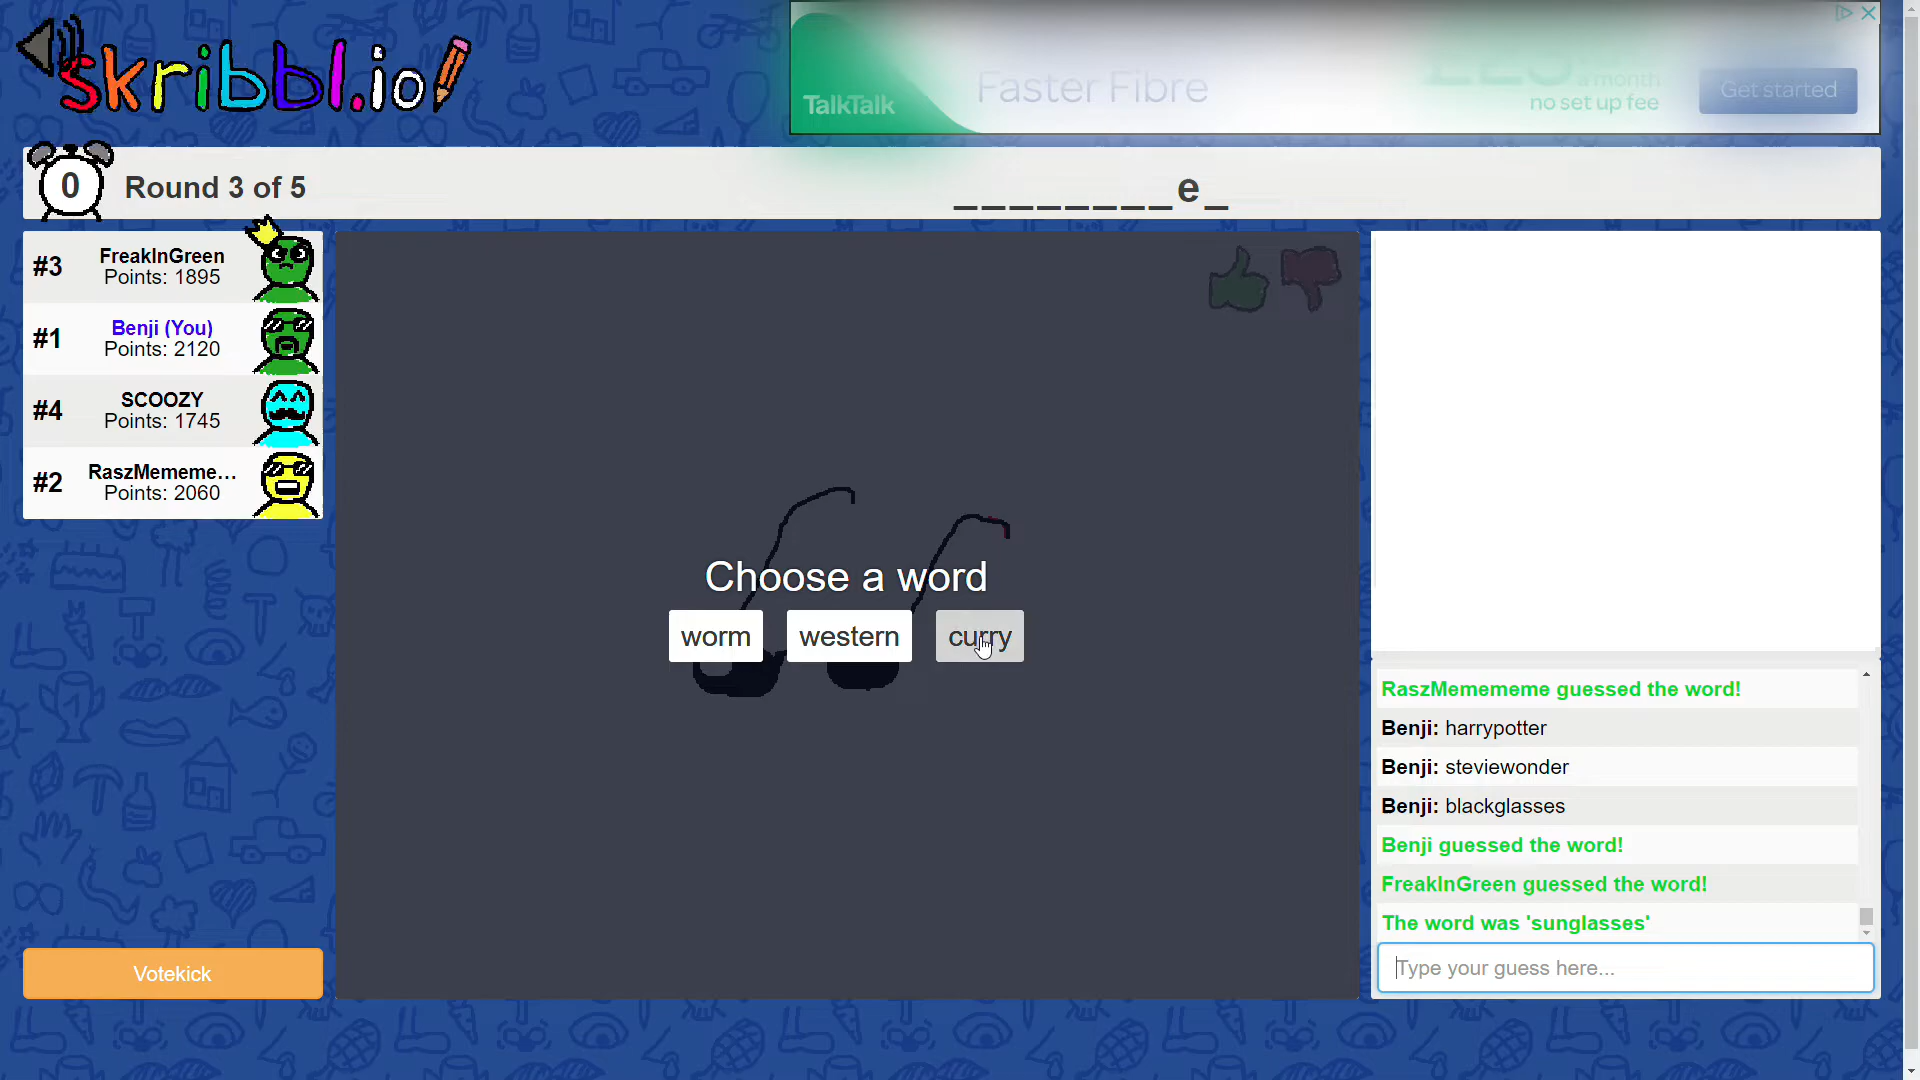 skribbl.io!
TalkTalk
Faster Fibre
a month
no set up fee
Get started
0
Round 3 of 5
________e_
#3
FreakInGreen
Points: 1895
#1
Benji (You)
Points: 2120
#4
SCOOZY
Points: 1745
#2
RaszMememe...
Points: 2060
Votekick
Choose a word
worm
western
curry
RaszMemememe guessed the word!
Benji: harrypotter
Benji: steviewonder
Benji: blackglasses
Benji guessed the word!
FreakInGreen guessed the word!
The word was 'sunglasses'
Type your guess here...